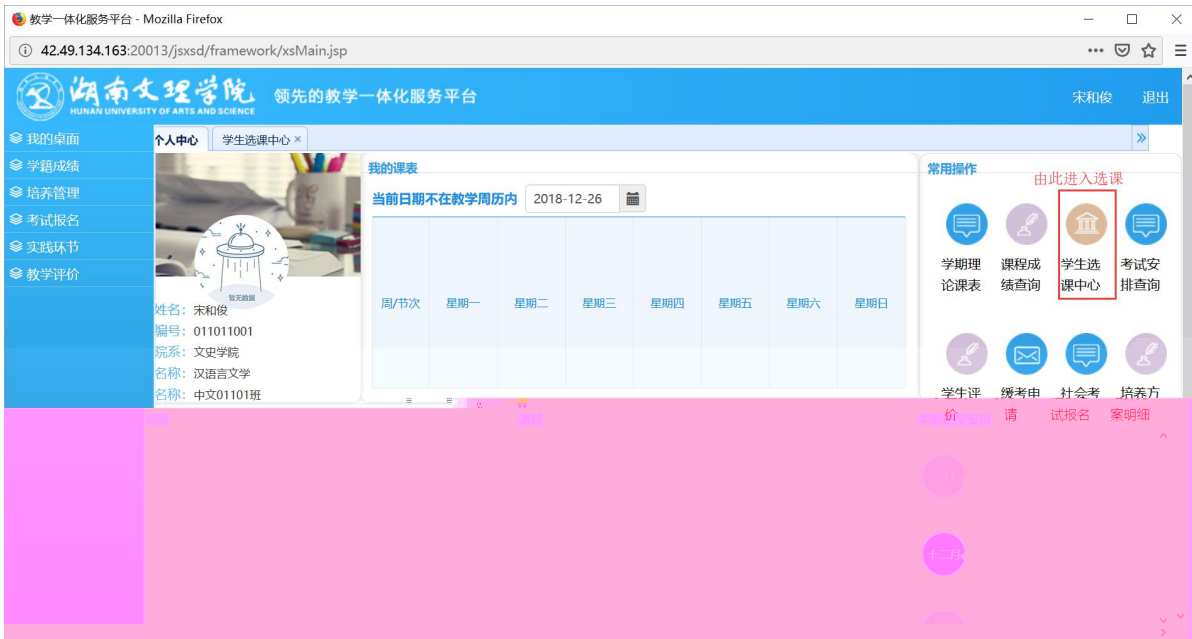 教学一体化服务平台 - Mozilla Firefox
42.49.134.163:20013/jsxsd/framework/xsMain.jsp
湖南文理学院
HUNAN UNIVERSITY OF ARTS AND SCIENCE
领先的教学一体化服务平台
宋和俊 退出
我的桌面
学籍成绩
培养管理
考试报名
实践环节
教学评价
个人中心 学生选课中心
暂无数据
姓名：宋和俊
编号：011011001
院系：文史学院
名称：汉语言文学
名称：中文01101班
我的课表
当前日期不在教学周历内 2018-12-26
周/节次 星期一 星期二 星期三 星期四 星期五 星期六 星期日
常用操作
由此进入选课
学期理论课表
课程成绩查询
学生选课中心
考试安排查询
学生评价
缓考申请
社会考试报名
培养方案明细
通知
十二月